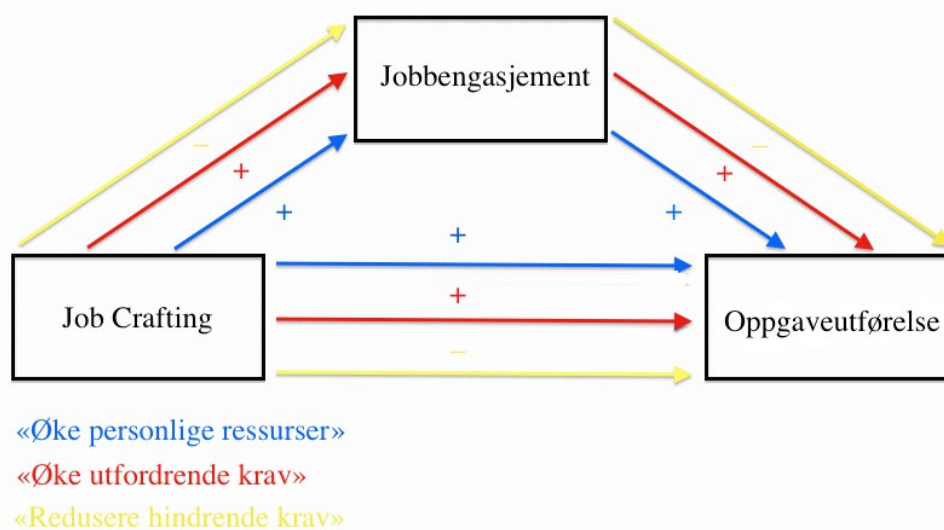 Jobbengasjement
–
+
+
–
+
+
+
+
–
Job Crafting
Oppgaveutførelse
«Øke personlige ressurser»
«Øke utfordrende krav»
«Redusere hindrende krav»